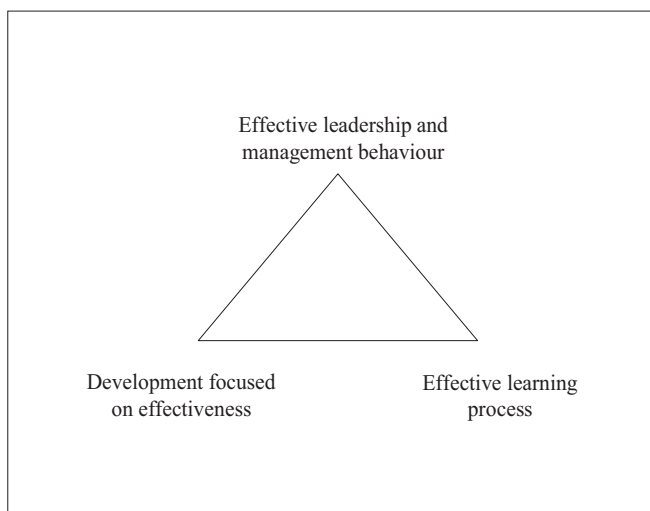 Effective leadership and
management behaviour
Development focused
on effectiveness
Effective learning
process